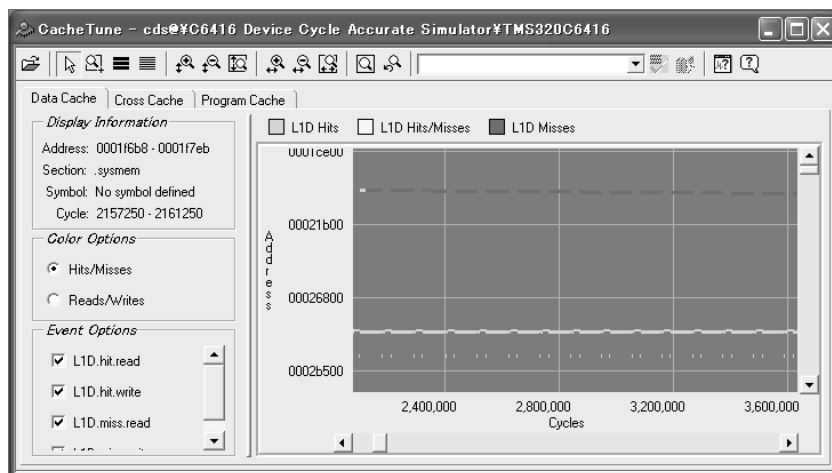 CacheTune - cds@¥C6416 Device Cycle Accurate Simulator¥TMS320C6416
Data Cache
Cross Cache
Program Cache
Display Information
Address: 0001f6b8 - 0001f7eb
Section: .sysmem
Symbol: No symbol defined
Cycle: 2157250 - 2161250
Color Options
Hits/Misses
Reads/Writes
Event Options
L1D.hit.read
L1D.hit.write
L1D.miss.read
L1D Hits
L1D Hits/Misses
L1D Misses
Address
0001ce00
00021b00
00026800
0002b500
2,400,000
2,800,000
3,200,000
3,600,000
Cycles